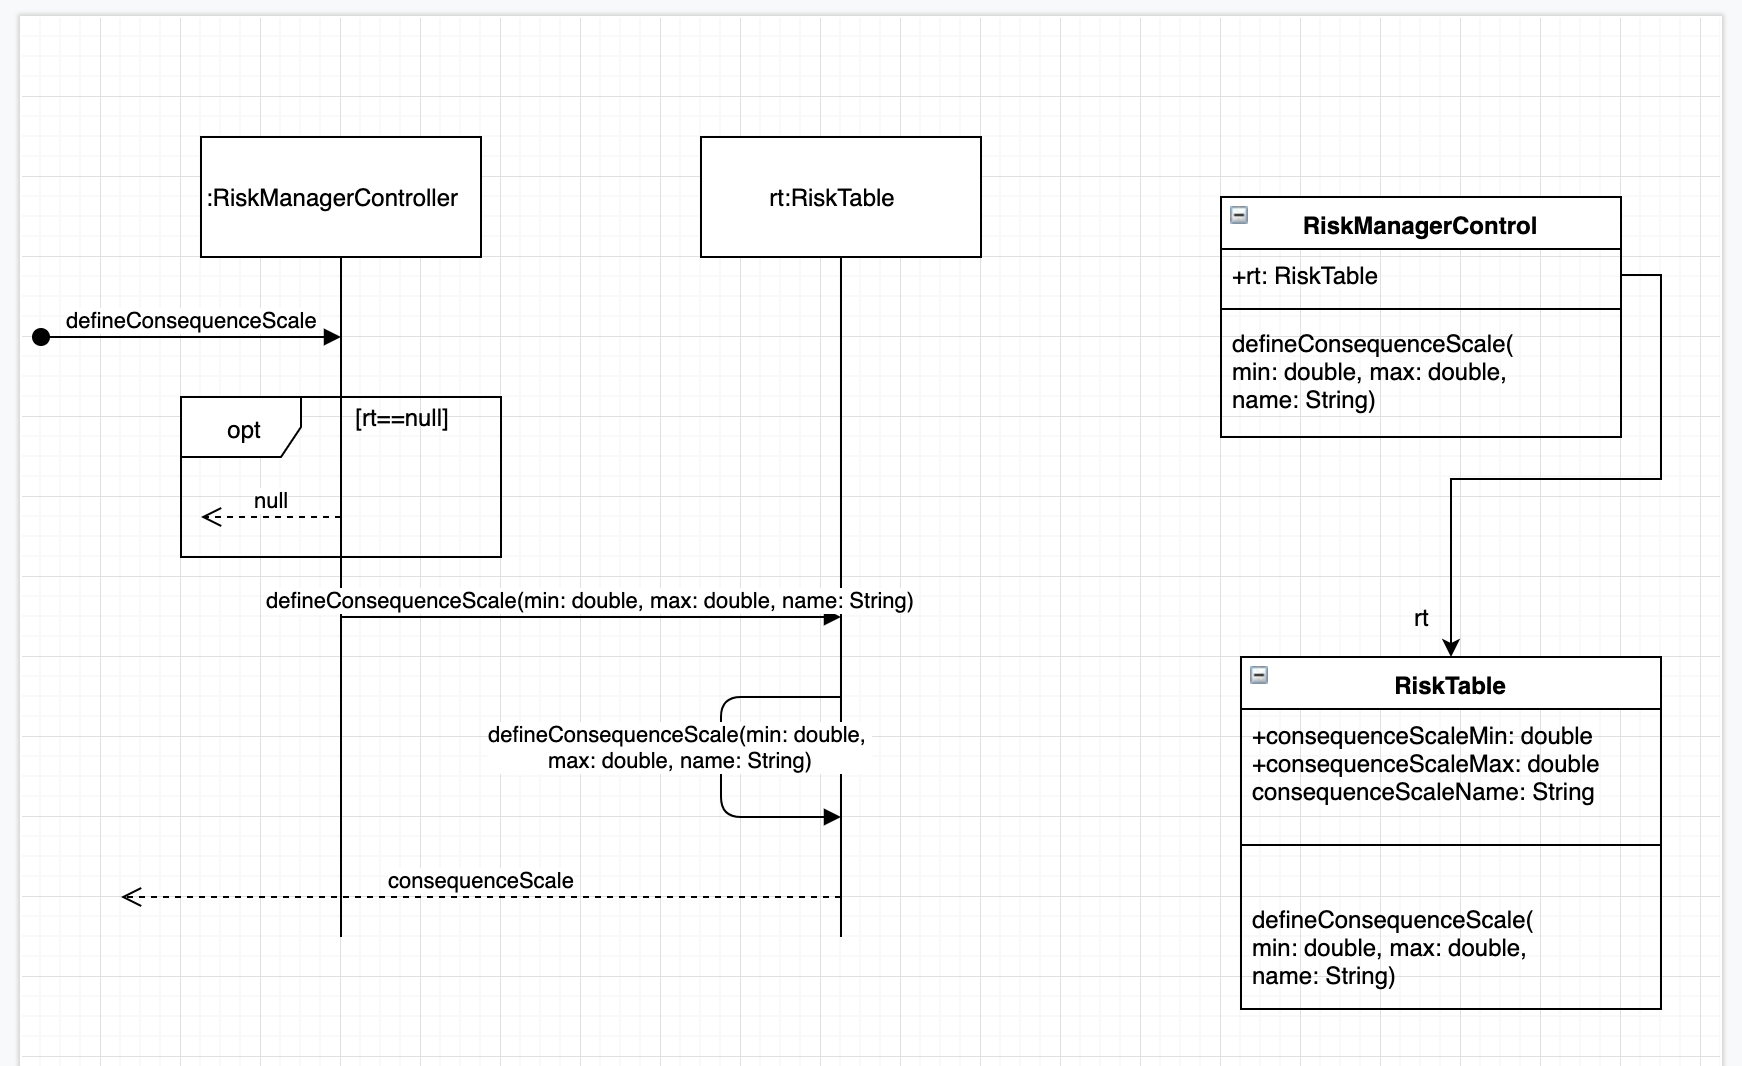 :RiskManagerController
rt:RiskTable
defineConsequenceScale
opt
[rt==null]
null
defineConsequenceScale(min: double, max: double, name: String)
defineConsequenceScale(min: double,
max: double, name: String)
consequenceScale
RiskManagerControl
+rt: RiskTable
defineConsequenceScale(
min: double, max: double,
name: String)
rt
RiskTable
+consequenceScaleMin: double
+consequenceScaleMax: double
consequenceScaleName: String
defineConsequenceScale(
min: double, max: double,
name: String)